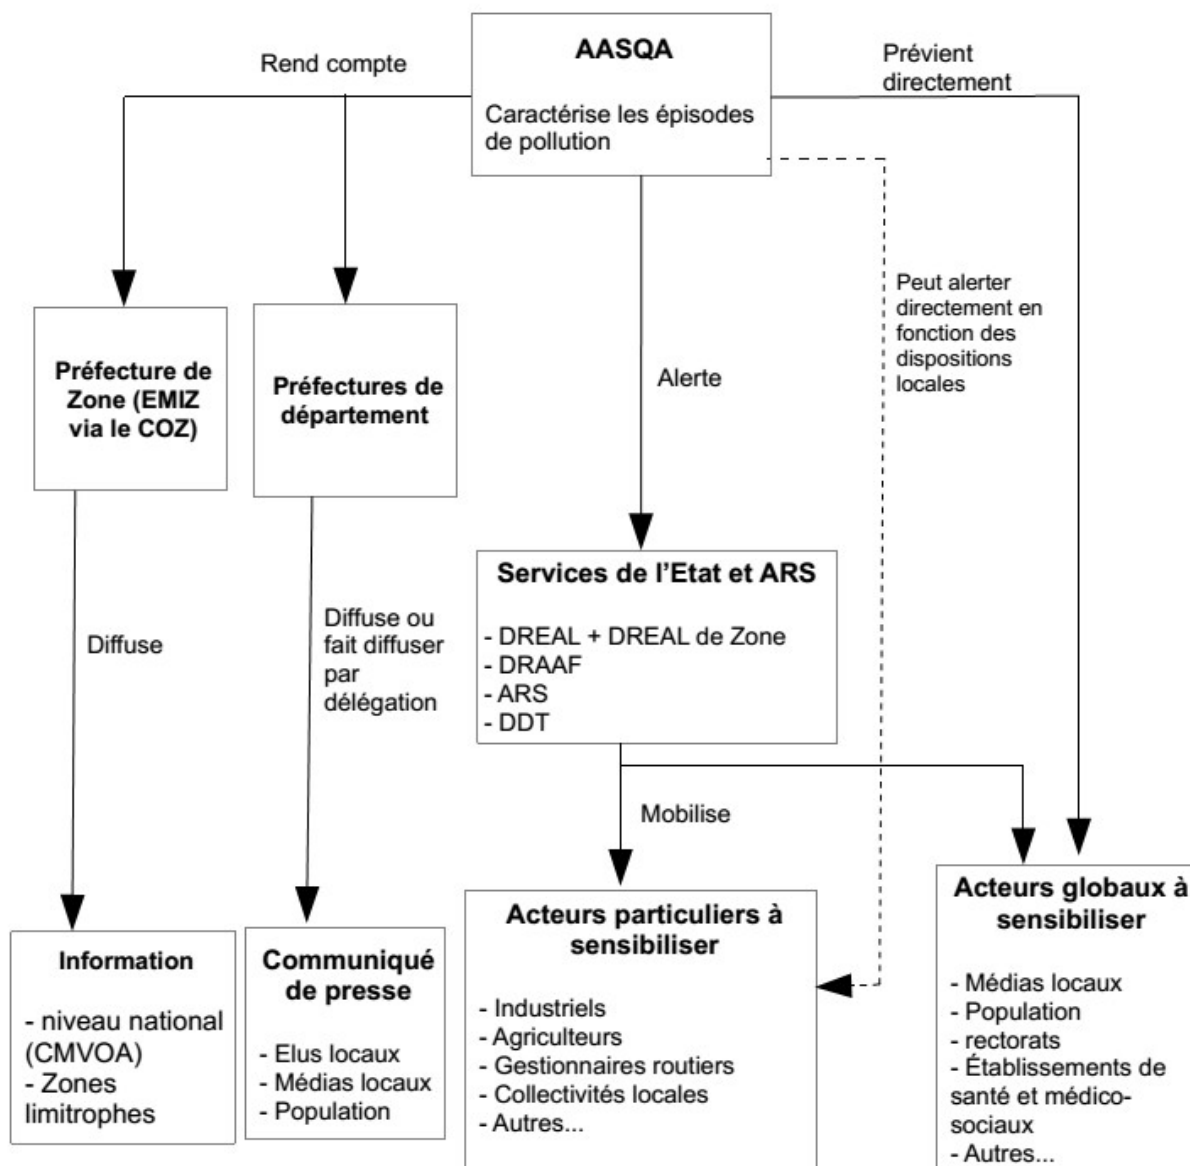 AASQA
Caractérise les épisodes
de pollution
Rend compte
Prévient
directement
Peut alerter
directement en
fonction des
dispositions
locales
Alerte
Préfecture de
Zone (EMIZ
via le COZ)
Préfectures de
département
Services de l'Etat et ARS
- DREAL + DREAL de Zone
- DRAAF
- ARS
- DDT
Diffuse
Diffuse ou
fait diffuser
par
délégation
Mobilise
Information
- niveau national
(CMVOA)
- Zones
limitrophes
Communiqué
de presse
- Elus locaux
- Médias locaux
- Population
Acteurs particuliers à
sensibiliser
- Industriels
- Agriculteurs
- Gestionnaires routiers
- Collectivités locales
- Autres...
Acteurs globaux à
sensibiliser
- Médias locaux
- Population
- rectorats
- Établissements de
santé et médico-
sociaux
- Autres...